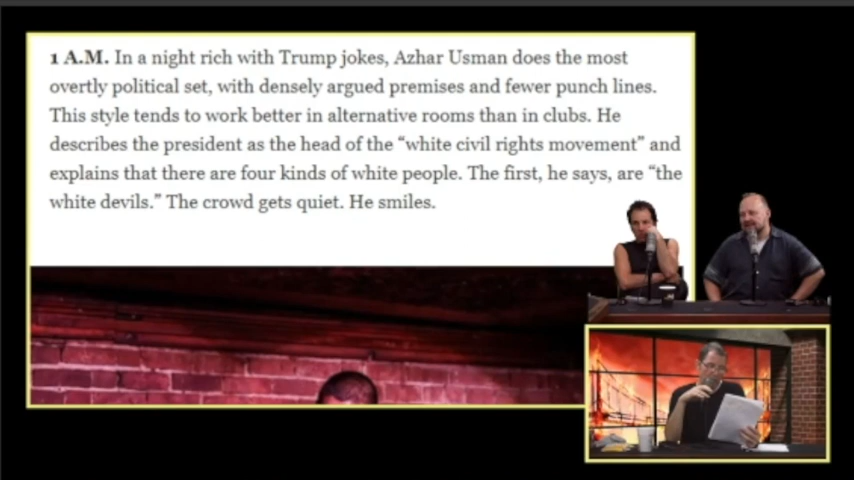 1 A.M. In a night rich with Trump jokes, Azhar Usman does the most
overtly political set, with densely argued premises and fewer punch lines.
This style tends to work better in alternative rooms than in clubs. He
describes the president as the head of the “white civil rights movement” and
explains that there are four kinds of white people. The first, he says, are “the
white devils.” The crowd gets quiet. He smiles.